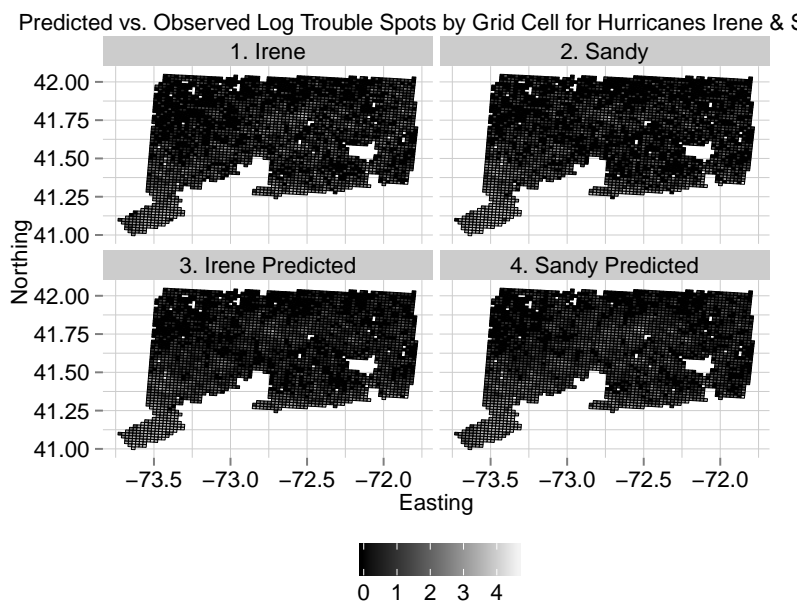 Predicted vs. Observed Log Trouble Spots by Grid Cell for Hurricanes Irene &
1. Irene
2. Sandy
42.00
41.75
41.50
41.25
41.00
3. Irene Predicted
4. Sandy Predicted
42.00
41.75
41.50
41.25
41.00
Northing
−73.5 −73.0 −72.5 −72.0
−73.5 −73.0 −72.5 −72.0
Easting
0 1 2 3 4